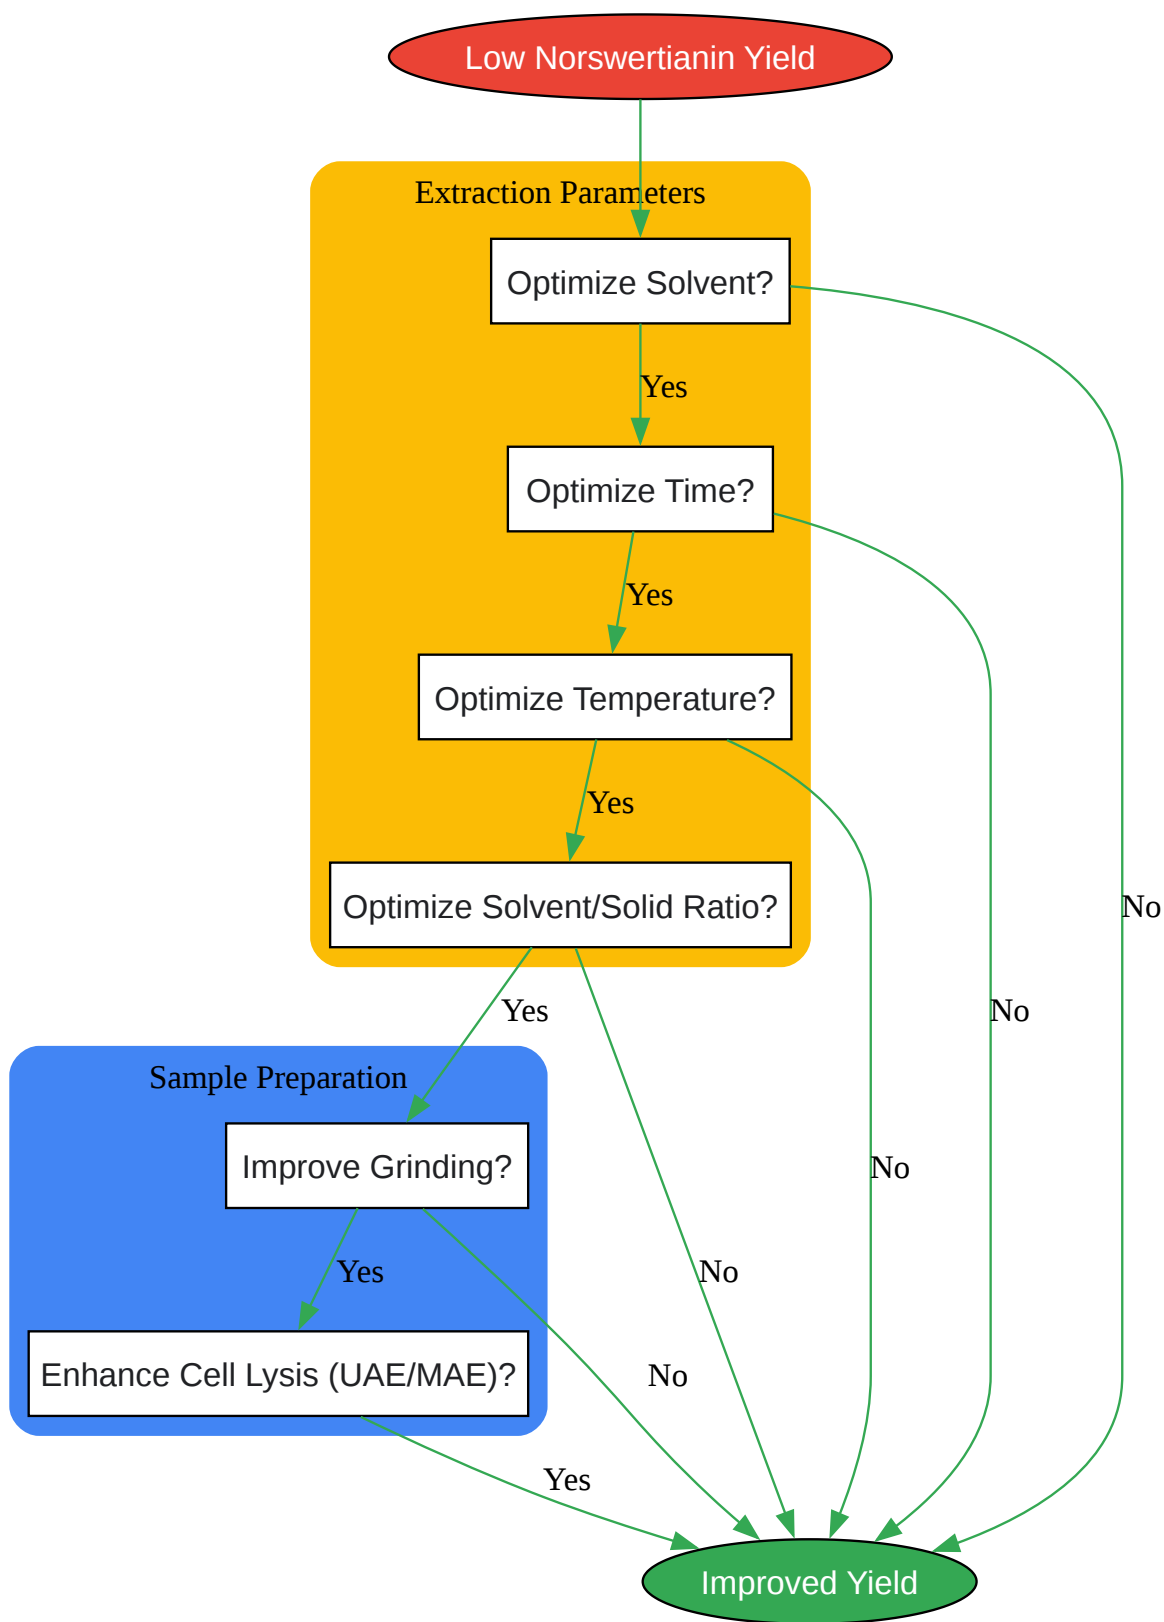 Low Norswertianin Yield
Extraction Parameters
Optimize Solvent?
Yes
Optimize Time?
Yes
Optimize Temperature?
Yes
Optimize Solvent/Solid Ratio?
No
Yes
No
Sample Preparation
Improve Grinding?
No
Yes
No
Enhance Cell Lysis (UAE/MAE)?
No
Yes
Improved Yield